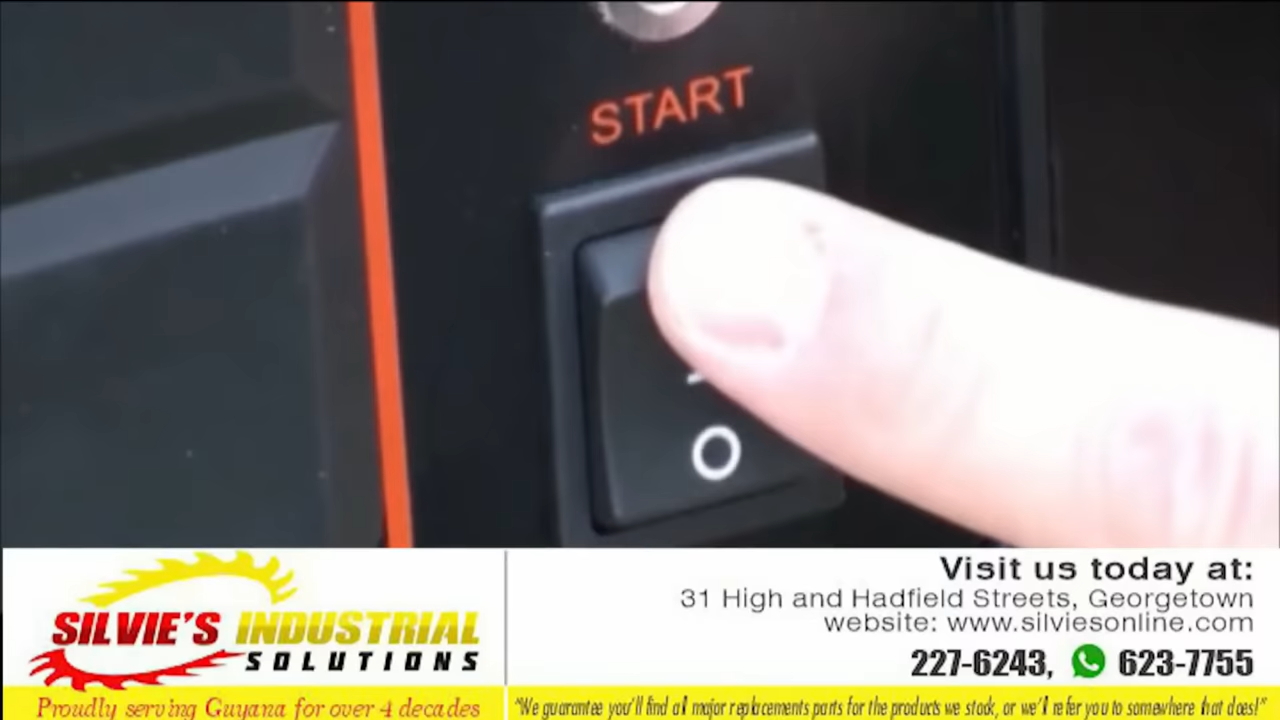 START
O
SILVIE'S INDUSTRIAL
SOLUTIONS
Visit us today at:
31 High and Hadfield Streets, Georgetown
website: www.silviesonline.com
227-6243, 623-7755
Proudly serving Guyana for over 4 decades
"We guarantee you'll find all major replacements parts for the products we stock, or we'll refer you to somewhere that does!"